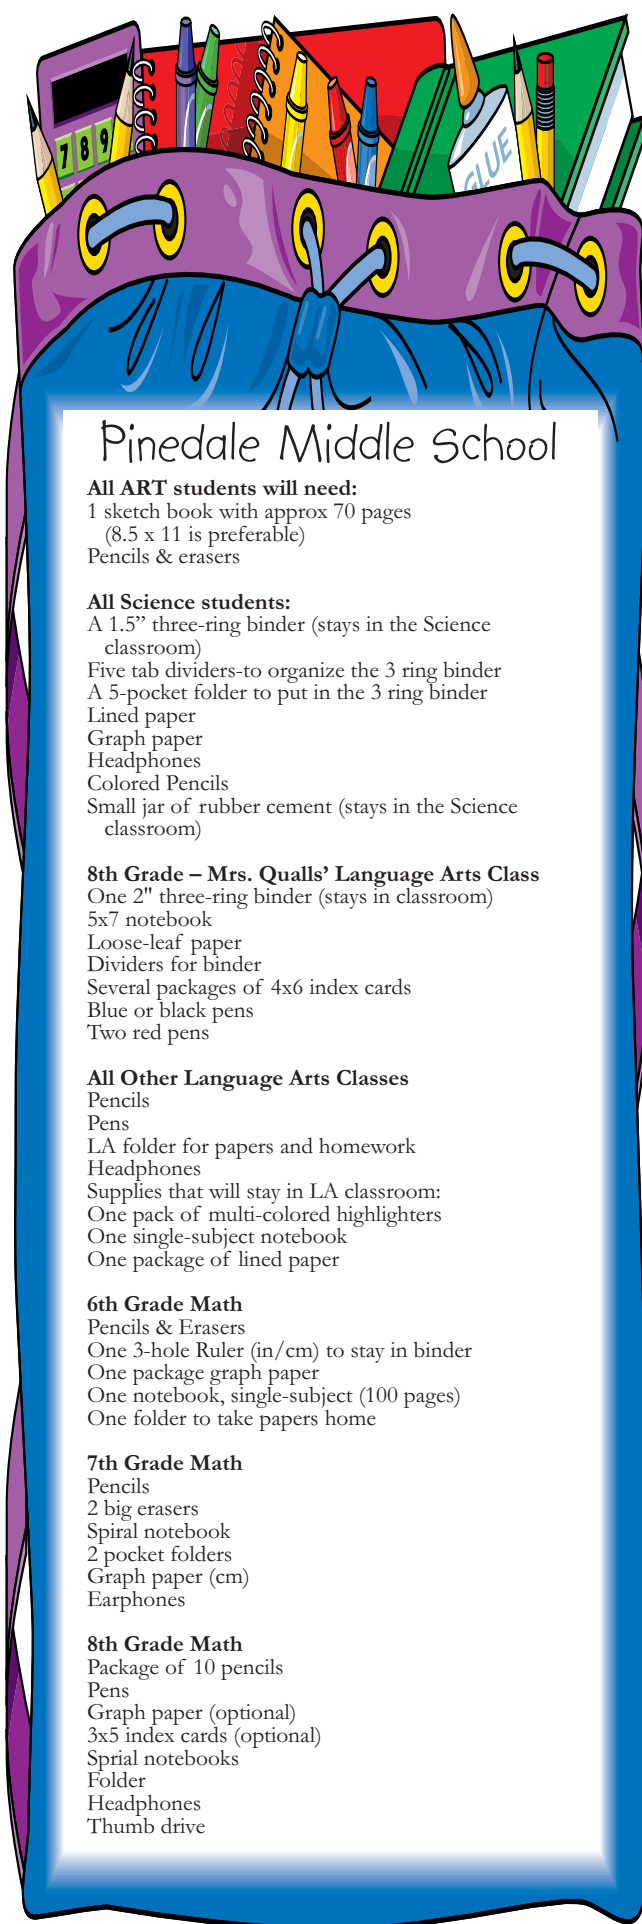 7 8 9
GLUE
Pinedale Middle School
All ART students will need:
1 sketch book with approx 70 pages
(8.5 x 11 is preferable)
Pencils & erasers
All Science students:
A 1.5” three-ring binder (stays in the Science
classroom)
Five tab dividers-to organize the 3 ring binder
A 5-pocket folder to put in the 3 ring binder
Lined paper
Graph paper
Headphones
Colored Pencils
Small jar of rubber cement (stays in the Science
classroom)
8th Grade – Mrs. Qualls’ Language Arts Class
One 2" three-ring binder (stays in classroom)
5x7 notebook
Loose-leaf paper
Dividers for binder
Several packages of 4x6 index cards
Blue or black pens
Two red pens
All Other Language Arts Classes
Pencils
Pens
LA folder for papers and homework
Headphones
Supplies that will stay in LA classroom:
One pack of multi-colored highlighters
One single-subject notebook
One package of lined paper
6th Grade Math
Pencils & Erasers
One 3-hole Ruler (in/cm) to stay in binder
One package graph paper
One notebook, single-subject (100 pages)
One folder to take papers home
7th Grade Math
Pencils
2 big erasers
Spiral notebook
2 pocket folders
Graph paper (cm)
Earphones
8th Grade Math
Package of 10 pencils
Pens
Graph paper (optional)
3x5 index cards (optional)
Sprial notebooks
Folder
Headphones
Thumb drive